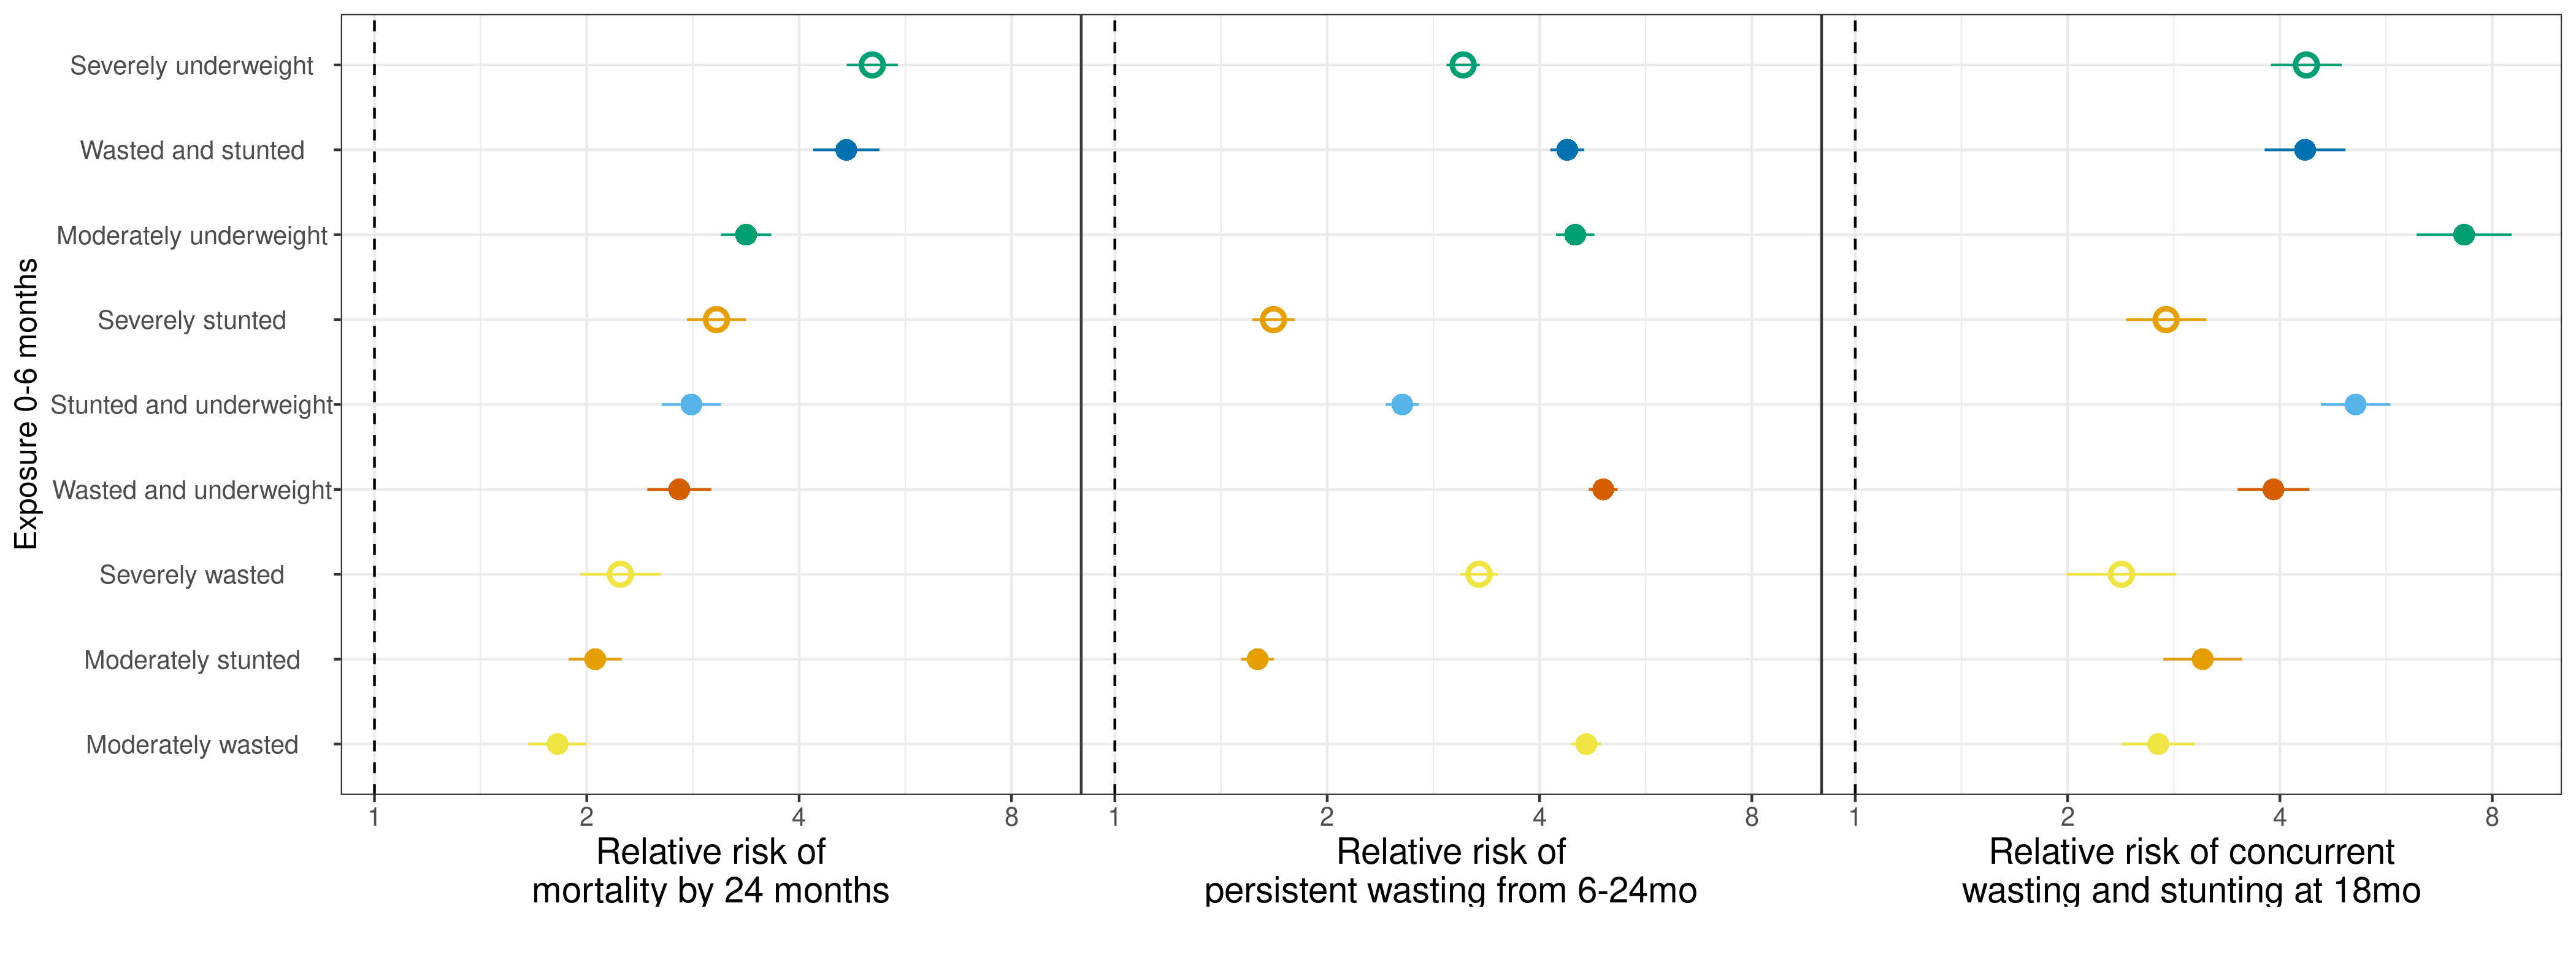 Exposure 0-6 months
Severely underweight
Wasted and stunted
Moderately underweight
Severely stunted
Stunted and underweight
Wasted and underweight
Severely wasted
Moderately stunted
Moderately wasted
1 2 4 8 1 2 4 8 1 2 4 8
Relative risk of
mortality by 24 months
Relative risk of
persistent wasting from 6-24mo
Relative risk of concurrent
wasting and stunting at 18mo